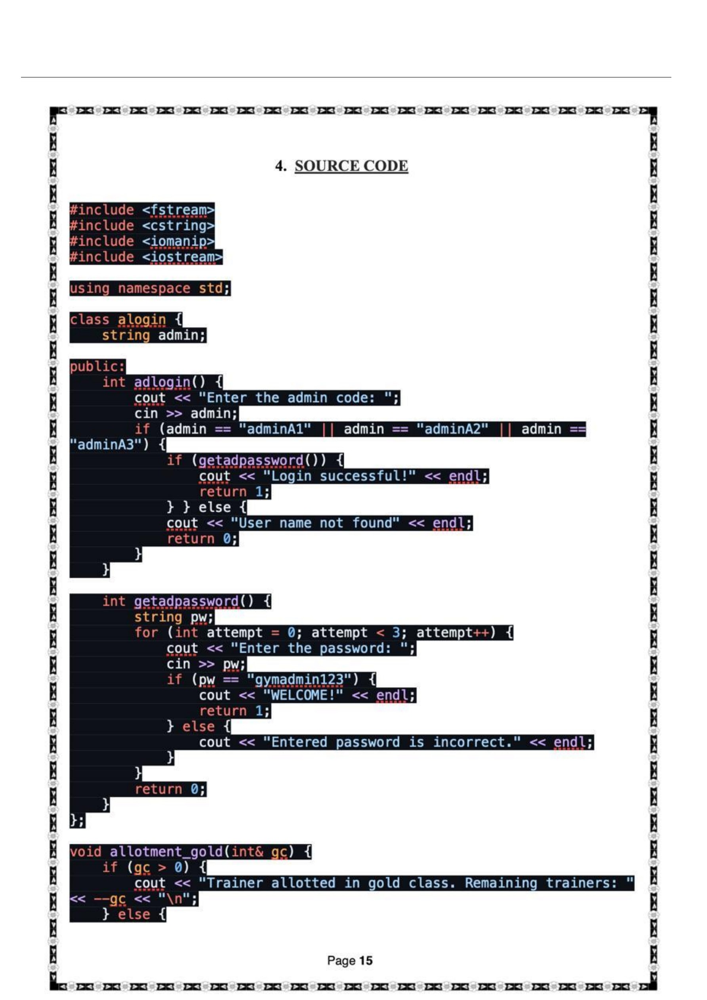 4. SOURCE CODE
#include <fstream>
#include <cstring>
#include <iomanip>
#include <iostream>
using namespace std;
class alogin {
    string admin;
public:
    int adlogin() {
        cout << "Enter the admin code: ";
        cin >> admin;
        if (admin == "adminA1" || admin == "adminA2" || admin ==
"adminA3") {
            if (getadpassword()) {
                cout << "Login successful!" << endl;
                return 1;
            } } else {
            cout << "User name not found" << endl;
            return 0;
        }
    }
    int getadpassword() {
        string pw;
        for (int attempt = 0; attempt < 3; attempt++) {
            cout << "Enter the password: ";
            cin >> pw;
            if (pw == "gymadmin123") {
                cout << "WELCOME!" << endl;
                return 1;
            } else {
                cout << "Entered password is incorrect." << endl;
            }
        }
        return 0;
    }
};
void allotment_gold(int& gc) {
    if (gc > 0) {
        cout << "Trainer allotted in gold class. Remaining trainers: "
<< --gc << "\n";
    } else {
Page 15